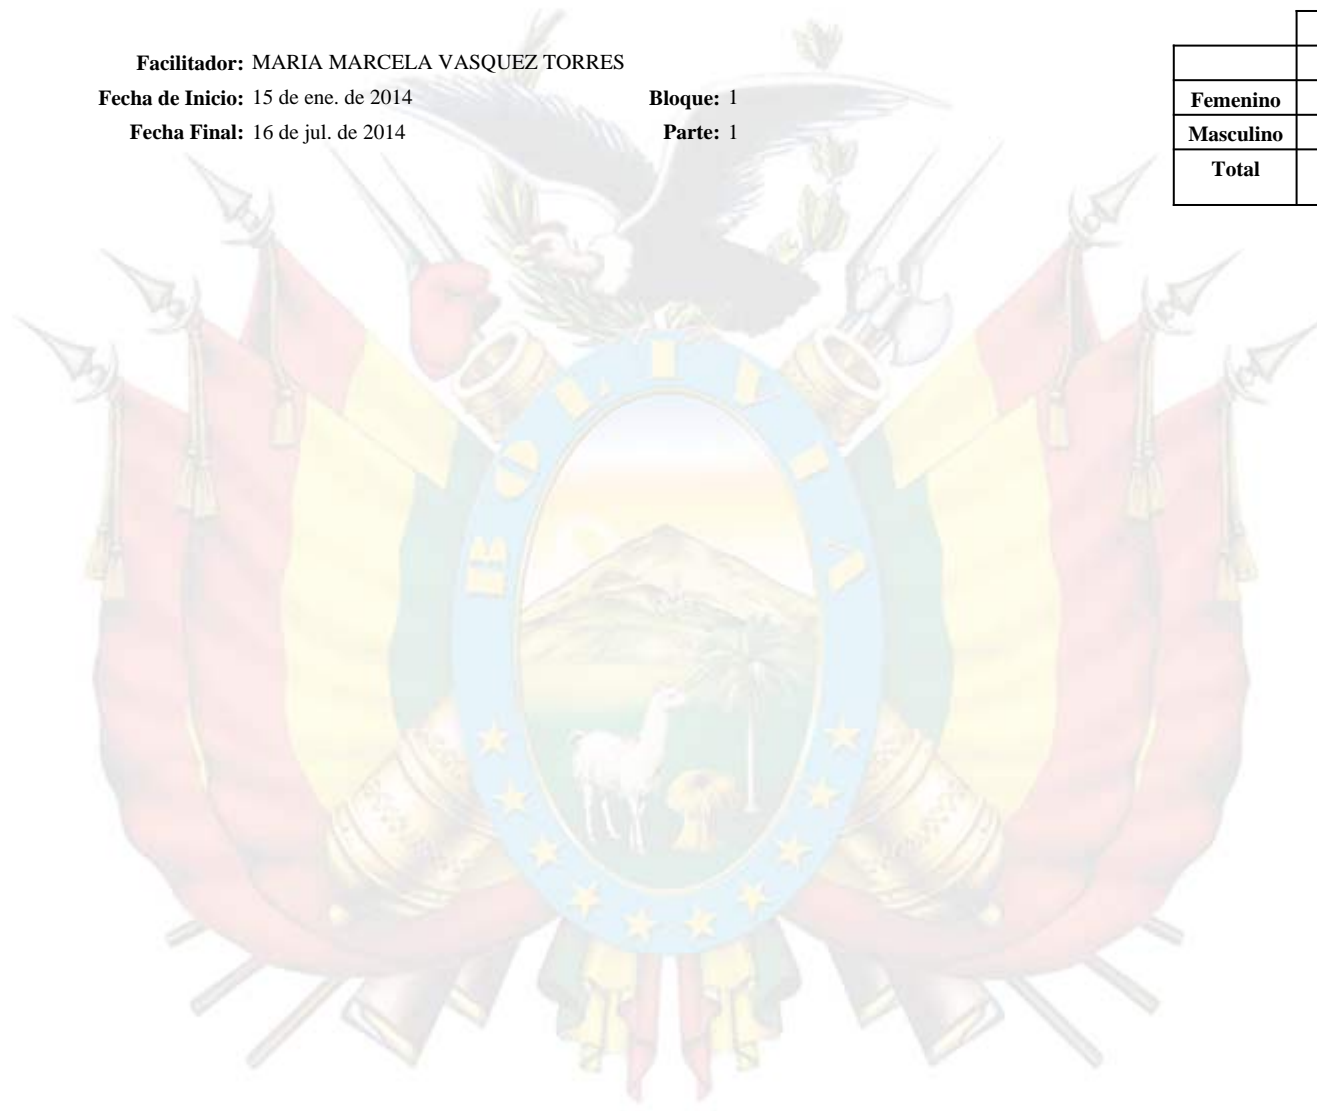 Facilitador: MARIA MARCELA VASQUEZ TORRES
Fecha de Inicio: 15 de ene. de 2014 Bloque: 1
Fecha Final: 16 de jul. de 2014 Parte: 1
Femenino
Masculino
Total
BOLIVIA